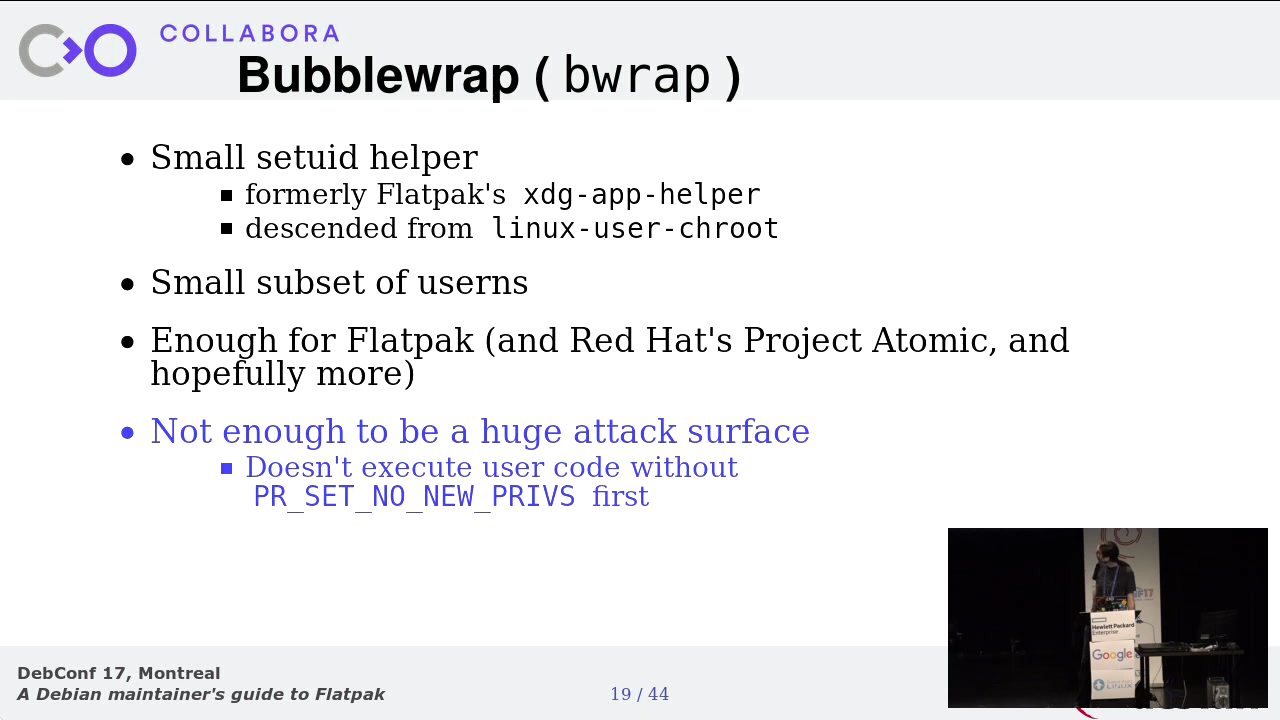 COLLABORA
Bubblewrap ( bwrap )
• Small setuid helper
▪ formerly Flatpak's xdg-app-helper
▪ descended from linux-user-chroot
• Small subset of userns
• Enough for Flatpak (and Red Hat's Project Atomic, and
hopefully more)
• Not enough to be a huge attack surface
▪ Doesn't execute user code without
PR_SET_NO_NEW_PRIVS first
Hewlett Packard
Enterprise
Google
LINUX
DebConf 17, Montreal
A Debian maintainer's guide to Flatpak
19 / 44